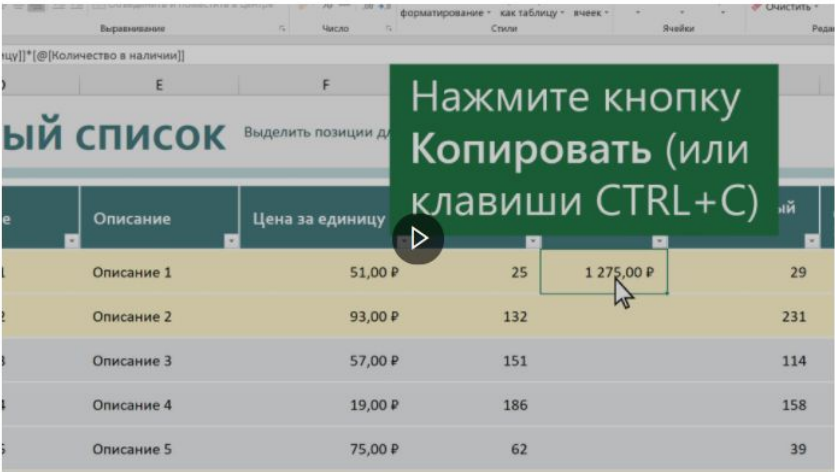 Объединить и поместить в центре
форматирование как таблицу ячеек
Очистить
Выравнивание Число Стили Ячейки
[@[Количество в наличии]]
E F
ый список Выделить позиции
Нажмите кнопку
Копировать (или
клавиши CTRL+C)
Описание Цена за единицу ый
Описание 1 51,00 ₽ 25 1 275,00 ₽ 29
Описание 2 93,00 ₽ 132 231
Описание 3 57,00 ₽ 151 114
Описание 4 19,00 ₽ 186 158
Описание 5 75,00 ₽ 62 39